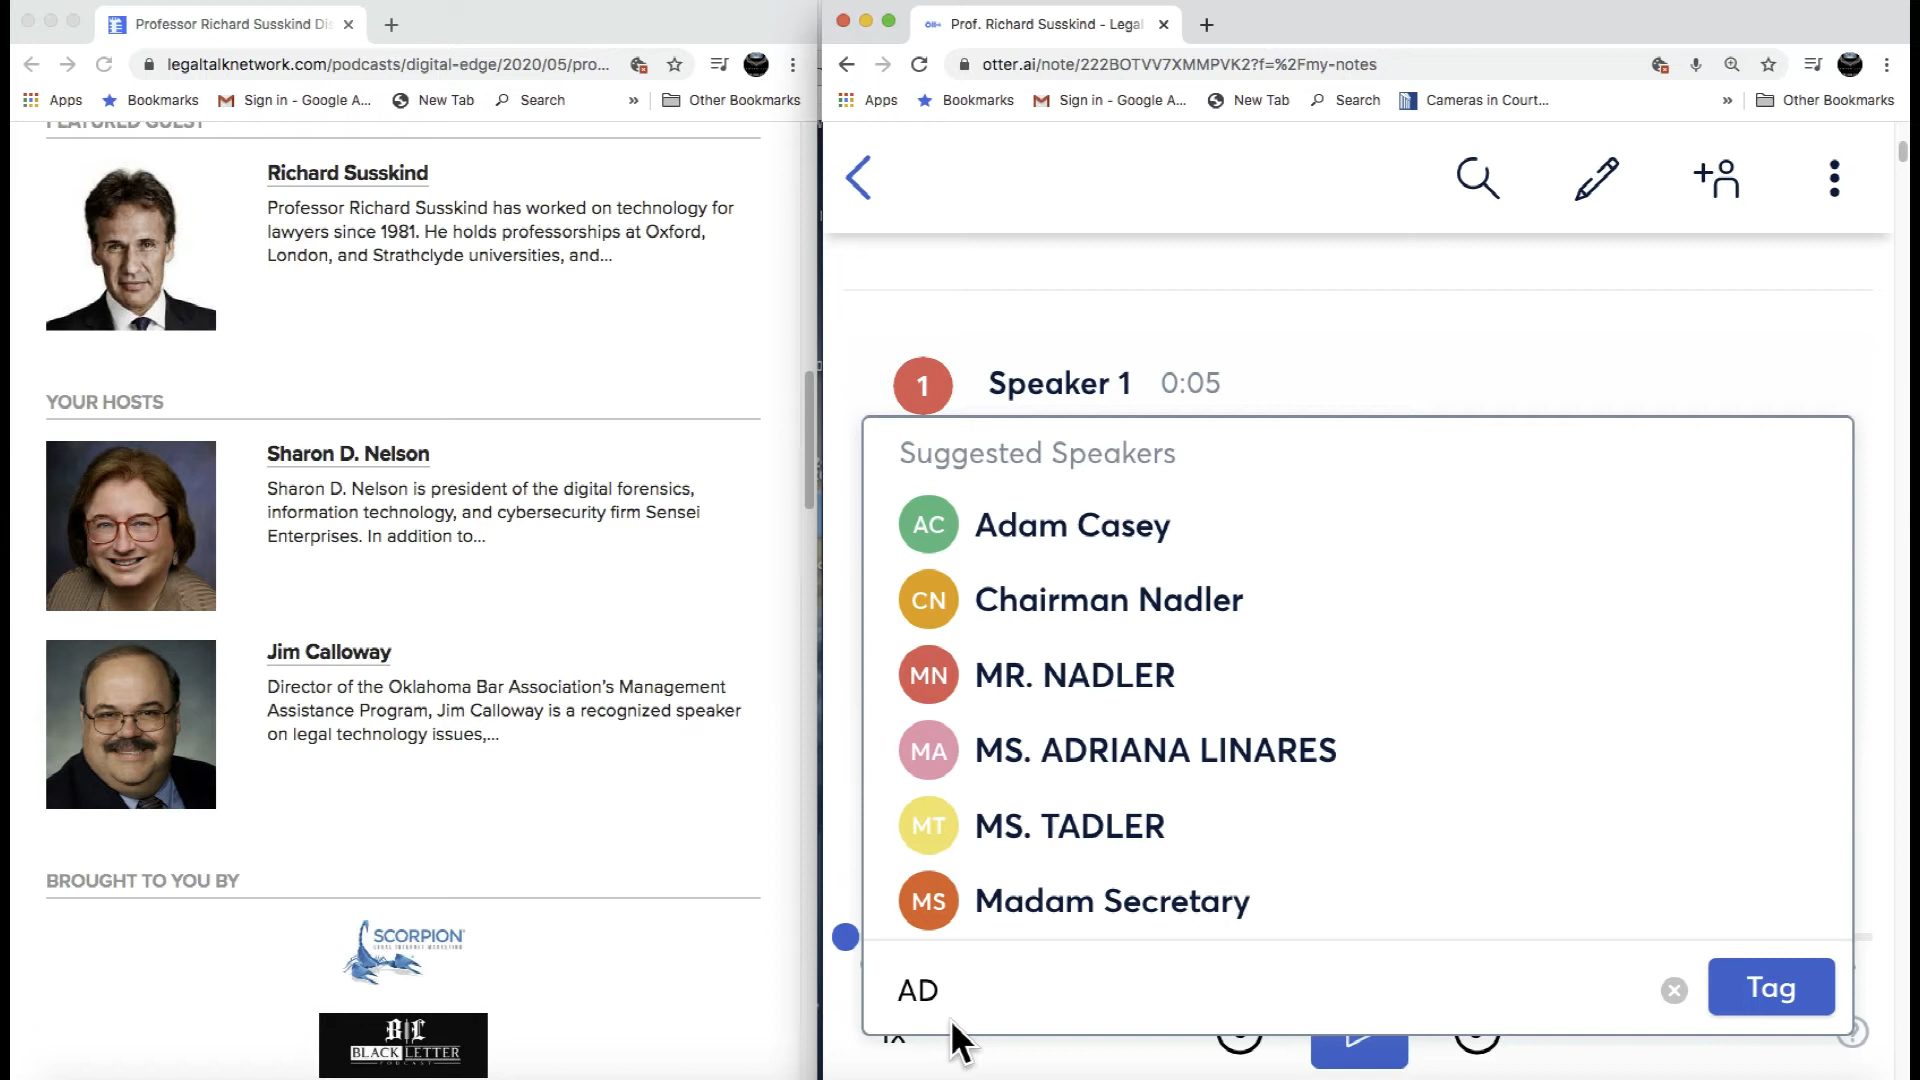 Professor Richard Susskind Di
legaltalknetwork.com/podcasts/digital-edge/2020/05/pro...
Apps
Bookmarks
Sign in - Google A...
New Tab
Search
»
Other Bookmarks
FEATURED GUEST
Richard Susskind
Professor Richard Susskind has worked on technology for
lawyers since 1981. He holds professorships at Oxford,
London, and Strathclyde universities, and...
YOUR HOSTS
Sharon D. Nelson
Sharon D. Nelson is president of the digital forensics,
information technology, and cybersecurity firm Sensei
Enterprises. In addition to...
Jim Calloway
Director of the Oklahoma Bar Association's Management
Assistance Program, Jim Calloway is a recognized speaker
on legal technology issues,...
BROUGHT TO YOU BY
SCORPION
BL
BLACK LETTER
PODCAST
Prof. Richard Susskind - Legal
otter.ai/note/222BOTVV7XMMPVK2?f=%2Fmy-notes
Apps
Bookmarks
Sign in - Google A...
New Tab
Search
Cameras in Court...
»
Other Bookmarks
1
Speaker 1 0:05
Suggested Speakers
AC Adam Casey
CN Chairman Nadler
MN MR. NADLER
MA MS. ADRIANA LINARES
MT MS. TADLER
MS Madam Secretary
AD
Tag
1x
?